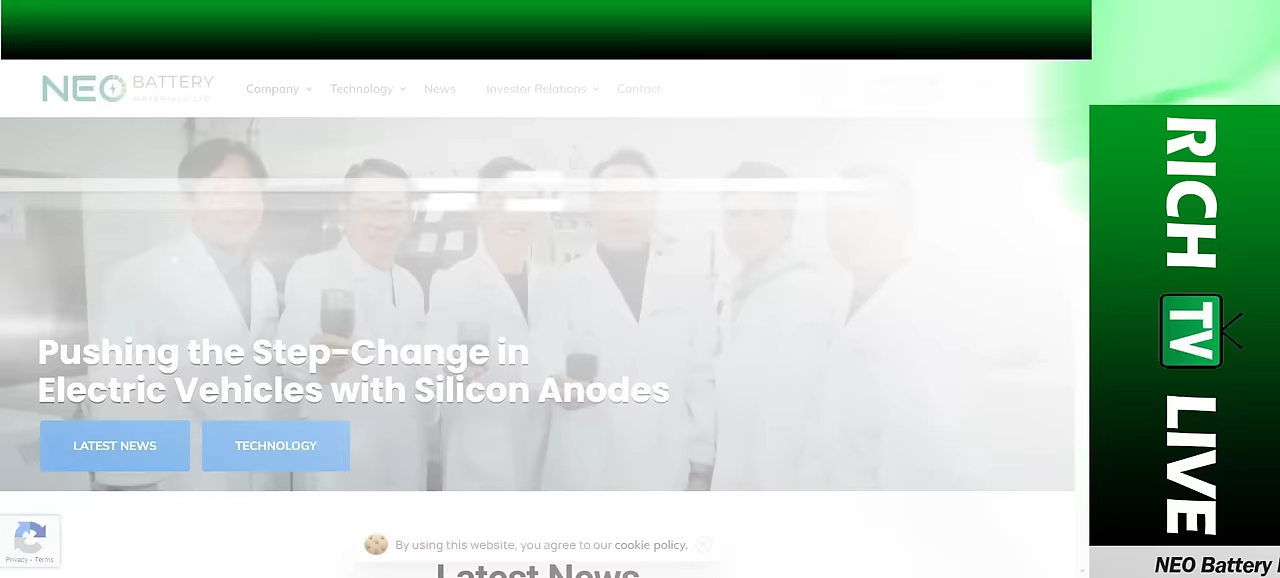 NEO BATTERY
MATERIALS LTD
Company
Technology
News
Investor Relations
Contact
Pushing the Step-Change in
Electric Vehicles with Silicon Anodes
LATEST NEWS
TECHNOLOGY
Privacy - Terms
By using this website, you agree to our cookie policy.
Latest News
RICH TV LIVE
NEO Battery